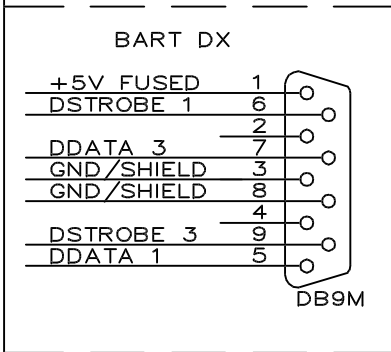 BART DX
+5V FUSED 1
DSTROBE 1 6
2
DDATA 3 7
GND/SHIELD 3
GND/SHIELD 8
4
DSTROBE 3 9
DDATA 1 5
DB9M